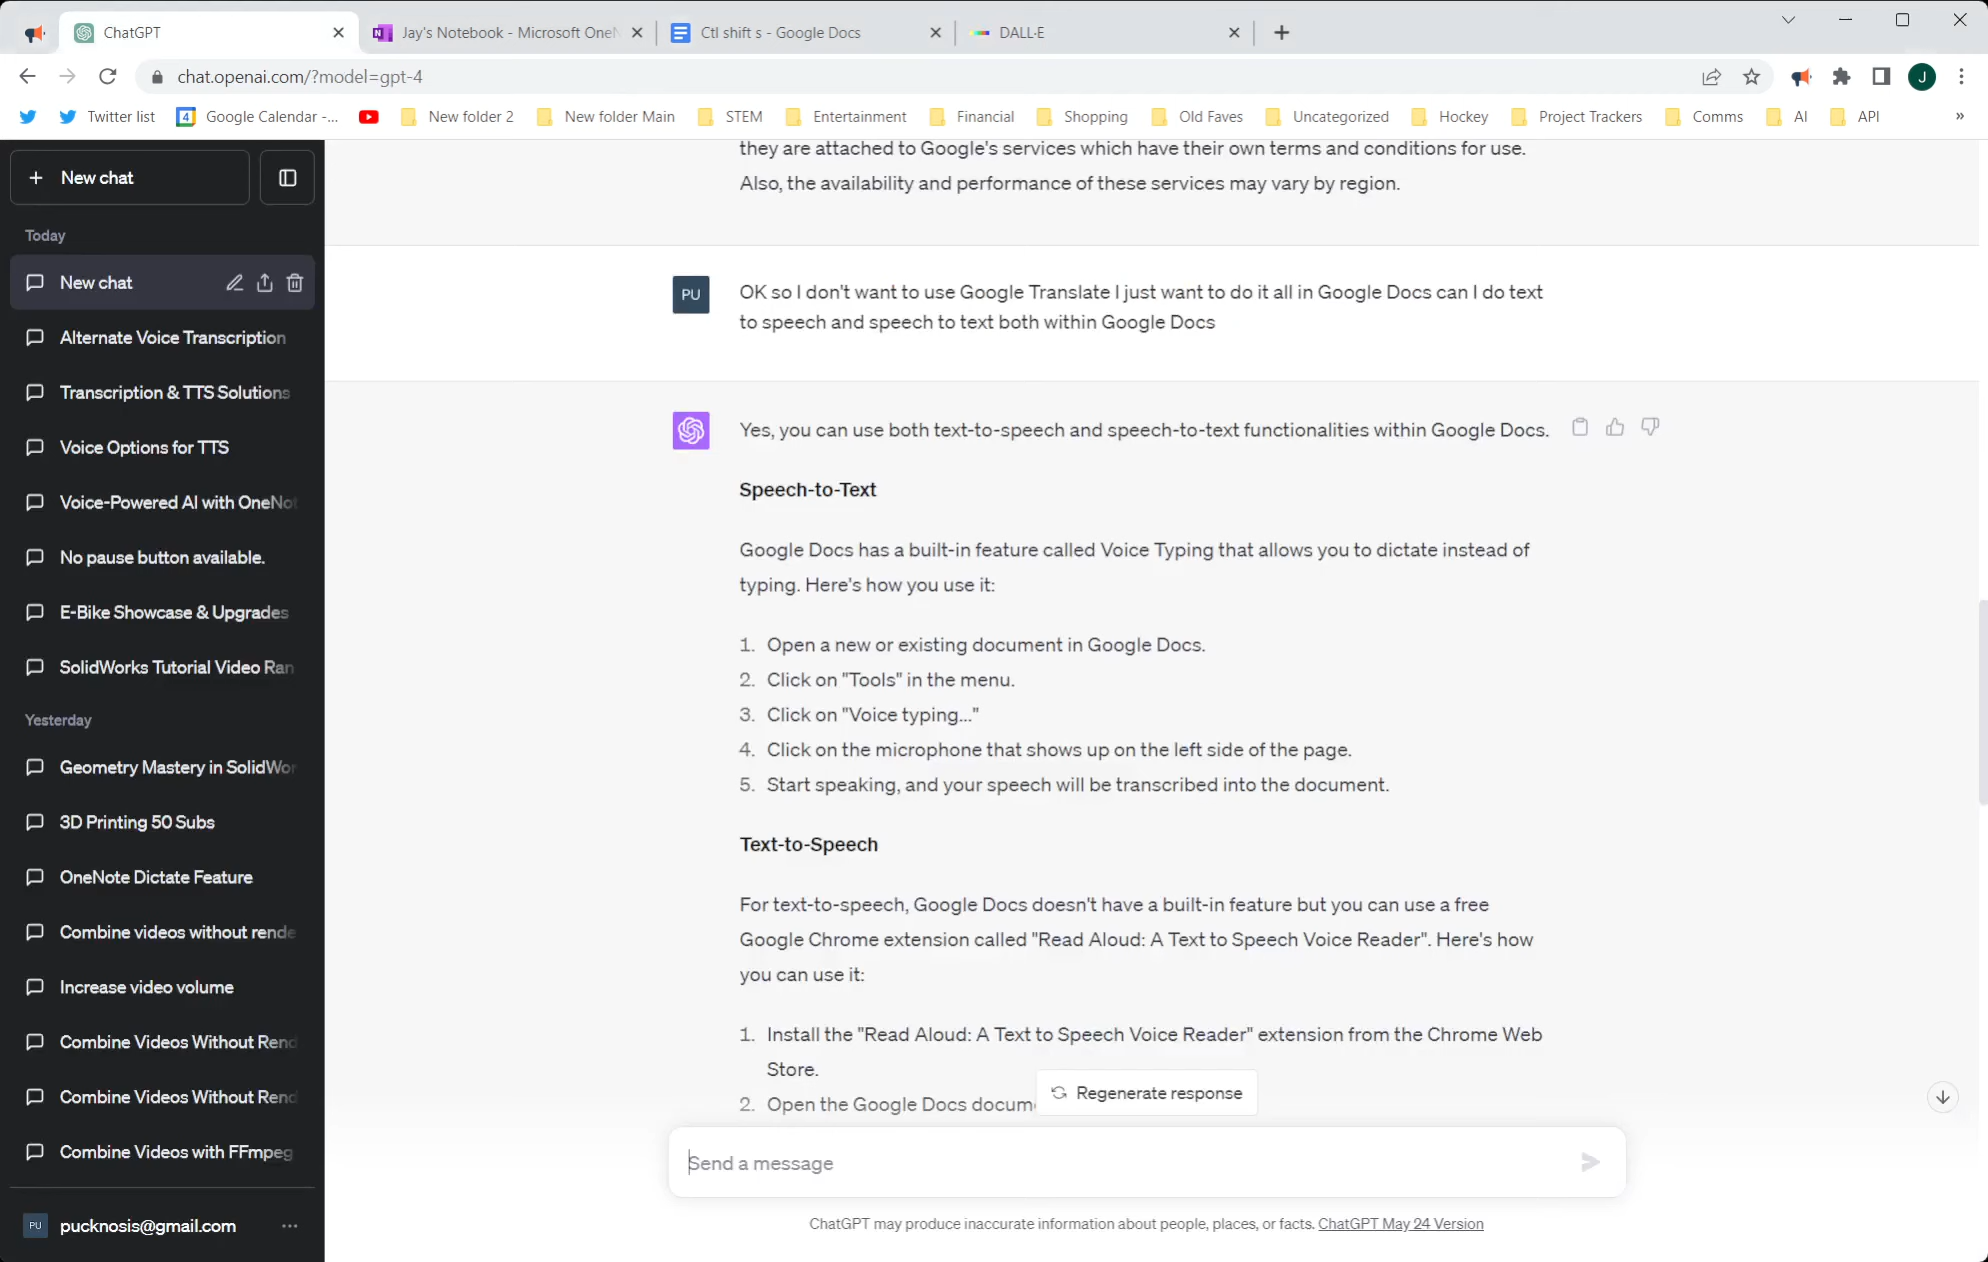 ChatGPT
Jay's Notebook - Microsoft OneN
Ctl shift s - Google Docs
DALL·E
chat.openai.com/?model=gpt-4
J
Twitter list
4
Google Calendar -...
New folder 2
New folder Main
STEM
Entertainment
Financial
Shopping
Old Faves
Uncategorized
Hockey
Project Trackers
Comms
AI
API
»
+ New chat
Today
New chat
Alternate Voice Transcription
Transcription & TTS Solutions
Voice Options for TTS
Voice-Powered AI with OneNot
No pause button available.
E-Bike Showcase & Upgrades
SolidWorks Tutorial Video Ran
Yesterday
Geometry Mastery in SolidWor
3D Printing 50 Subs
OneNote Dictate Feature
Combine videos without rende
Increase video volume
Combine Videos Without Rend
Combine Videos Without Rend
Combine Videos with FFmpeg
PU pucknosis@gmail.com ...
they are attached to Google's services which have their own terms and conditions for use.
Also, the availability and performance of these services may vary by region.
PU
OK so I don't want to use Google Translate I just want to do it all in Google Docs can I do text
to speech and speech to text both within Google Docs
Yes, you can use both text-to-speech and speech-to-text functionalities within Google Docs.
Speech-to-Text
Google Docs has a built-in feature called Voice Typing that allows you to dictate instead of
typing. Here's how you use it:
1. Open a new or existing document in Google Docs.
2. Click on "Tools" in the menu.
3. Click on "Voice typing..."
4. Click on the microphone that shows up on the left side of the page.
5. Start speaking, and your speech will be transcribed into the document.
Text-to-Speech
For text-to-speech, Google Docs doesn't have a built-in feature but you can use a free
Google Chrome extension called "Read Aloud: A Text to Speech Voice Reader". Here's how
you can use it:
1. Install the "Read Aloud: A Text to Speech Voice Reader" extension from the Chrome Web
Store.
2. Open the Google Docs docum
Regenerate response
Send a message
ChatGPT may produce inaccurate information about people, places, or facts. ChatGPT May 24 Version